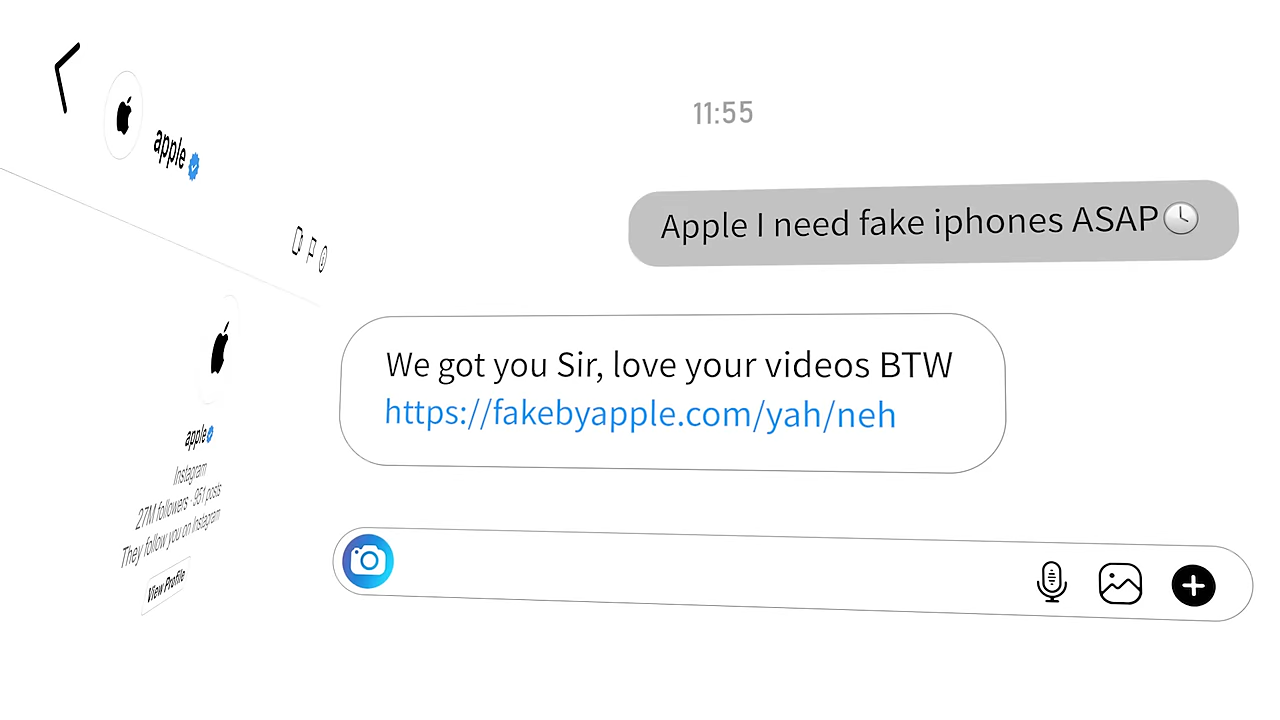 apple
11:55
Apple I need fake iphones ASAP
We got you Sir, love your videos BTW
https://fakebyapple.com/yah/neh
apple
Instagram
27M followers · 951 posts
They follow you on Instagram
View Profile